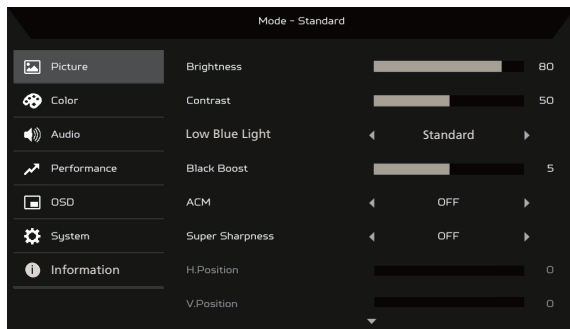 Mode - Standard
Picture
Color
Audio
Performance
OSD
System
Information
Brightness 80
Contrast 50
Low Blue Light Standard
Black Boost 5
ACM OFF
Super Sharpness OFF
H.Position 0
V.Position 0